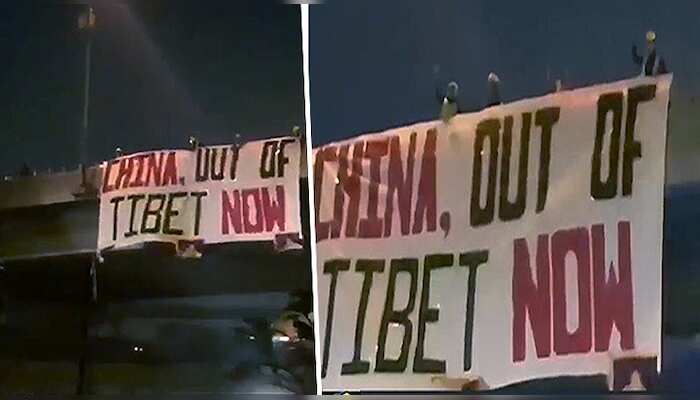 CHINA, OUT OF
TIBET NOW
CHINA, OUT OF
TIBET NOW